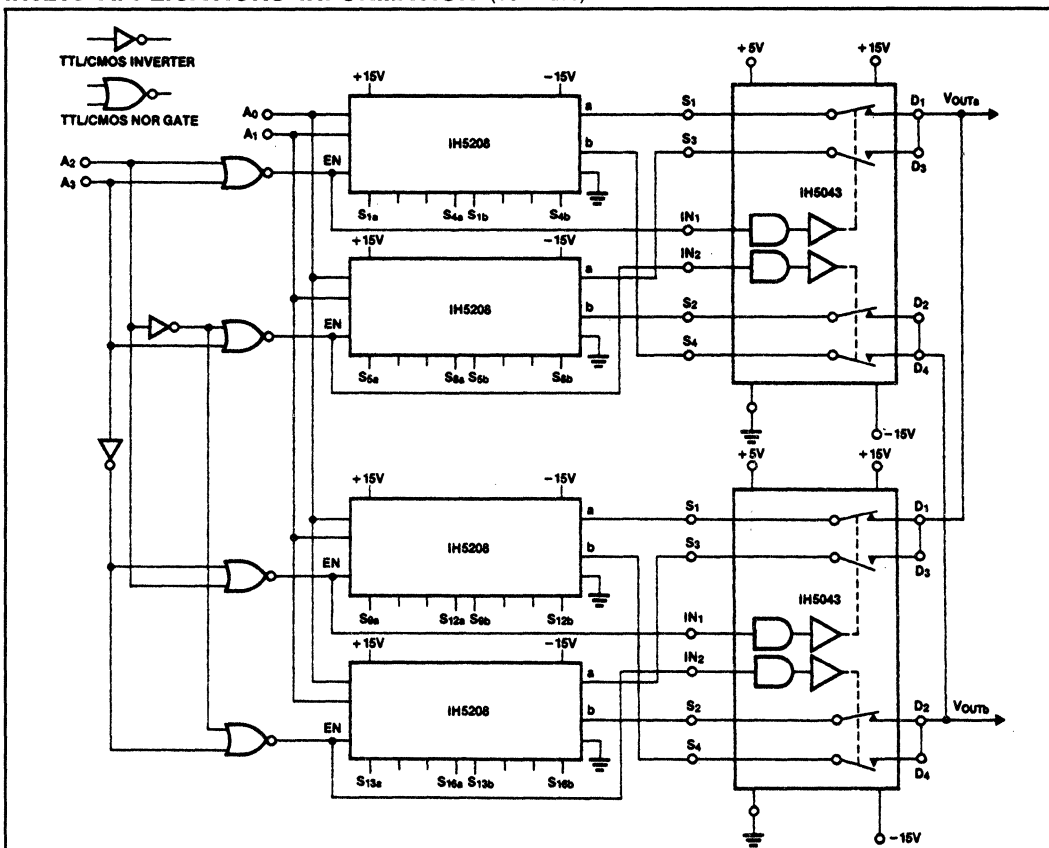 TTL/CMOS INVERTER
TTL/CMOS NOR GATE
+5V
+15V
+15V
-15V
A0
A1
A2
A3
EN
IH5208
a
b
S1a
S4a
S1b
S4b
S1
S3
IN1
IN2
S2
S4
IH5043
D1
D3
D2
D4
VOUTa
+15V
-15V
EN
IH5208
a
b
S5a
S8a
S5b
S8b
-15V
+5V
+15V
+15V
-15V
EN
IH5208
a
b
S9a
S12a
S9b
S12b
S1
S3
IN1
IN2
S2
S4
IH5043
D1
D3
D2
D4
VOUTb
+15V
-15V
EN
IH5208
a
b
S13a
S16a
S13b
S16b
-15V